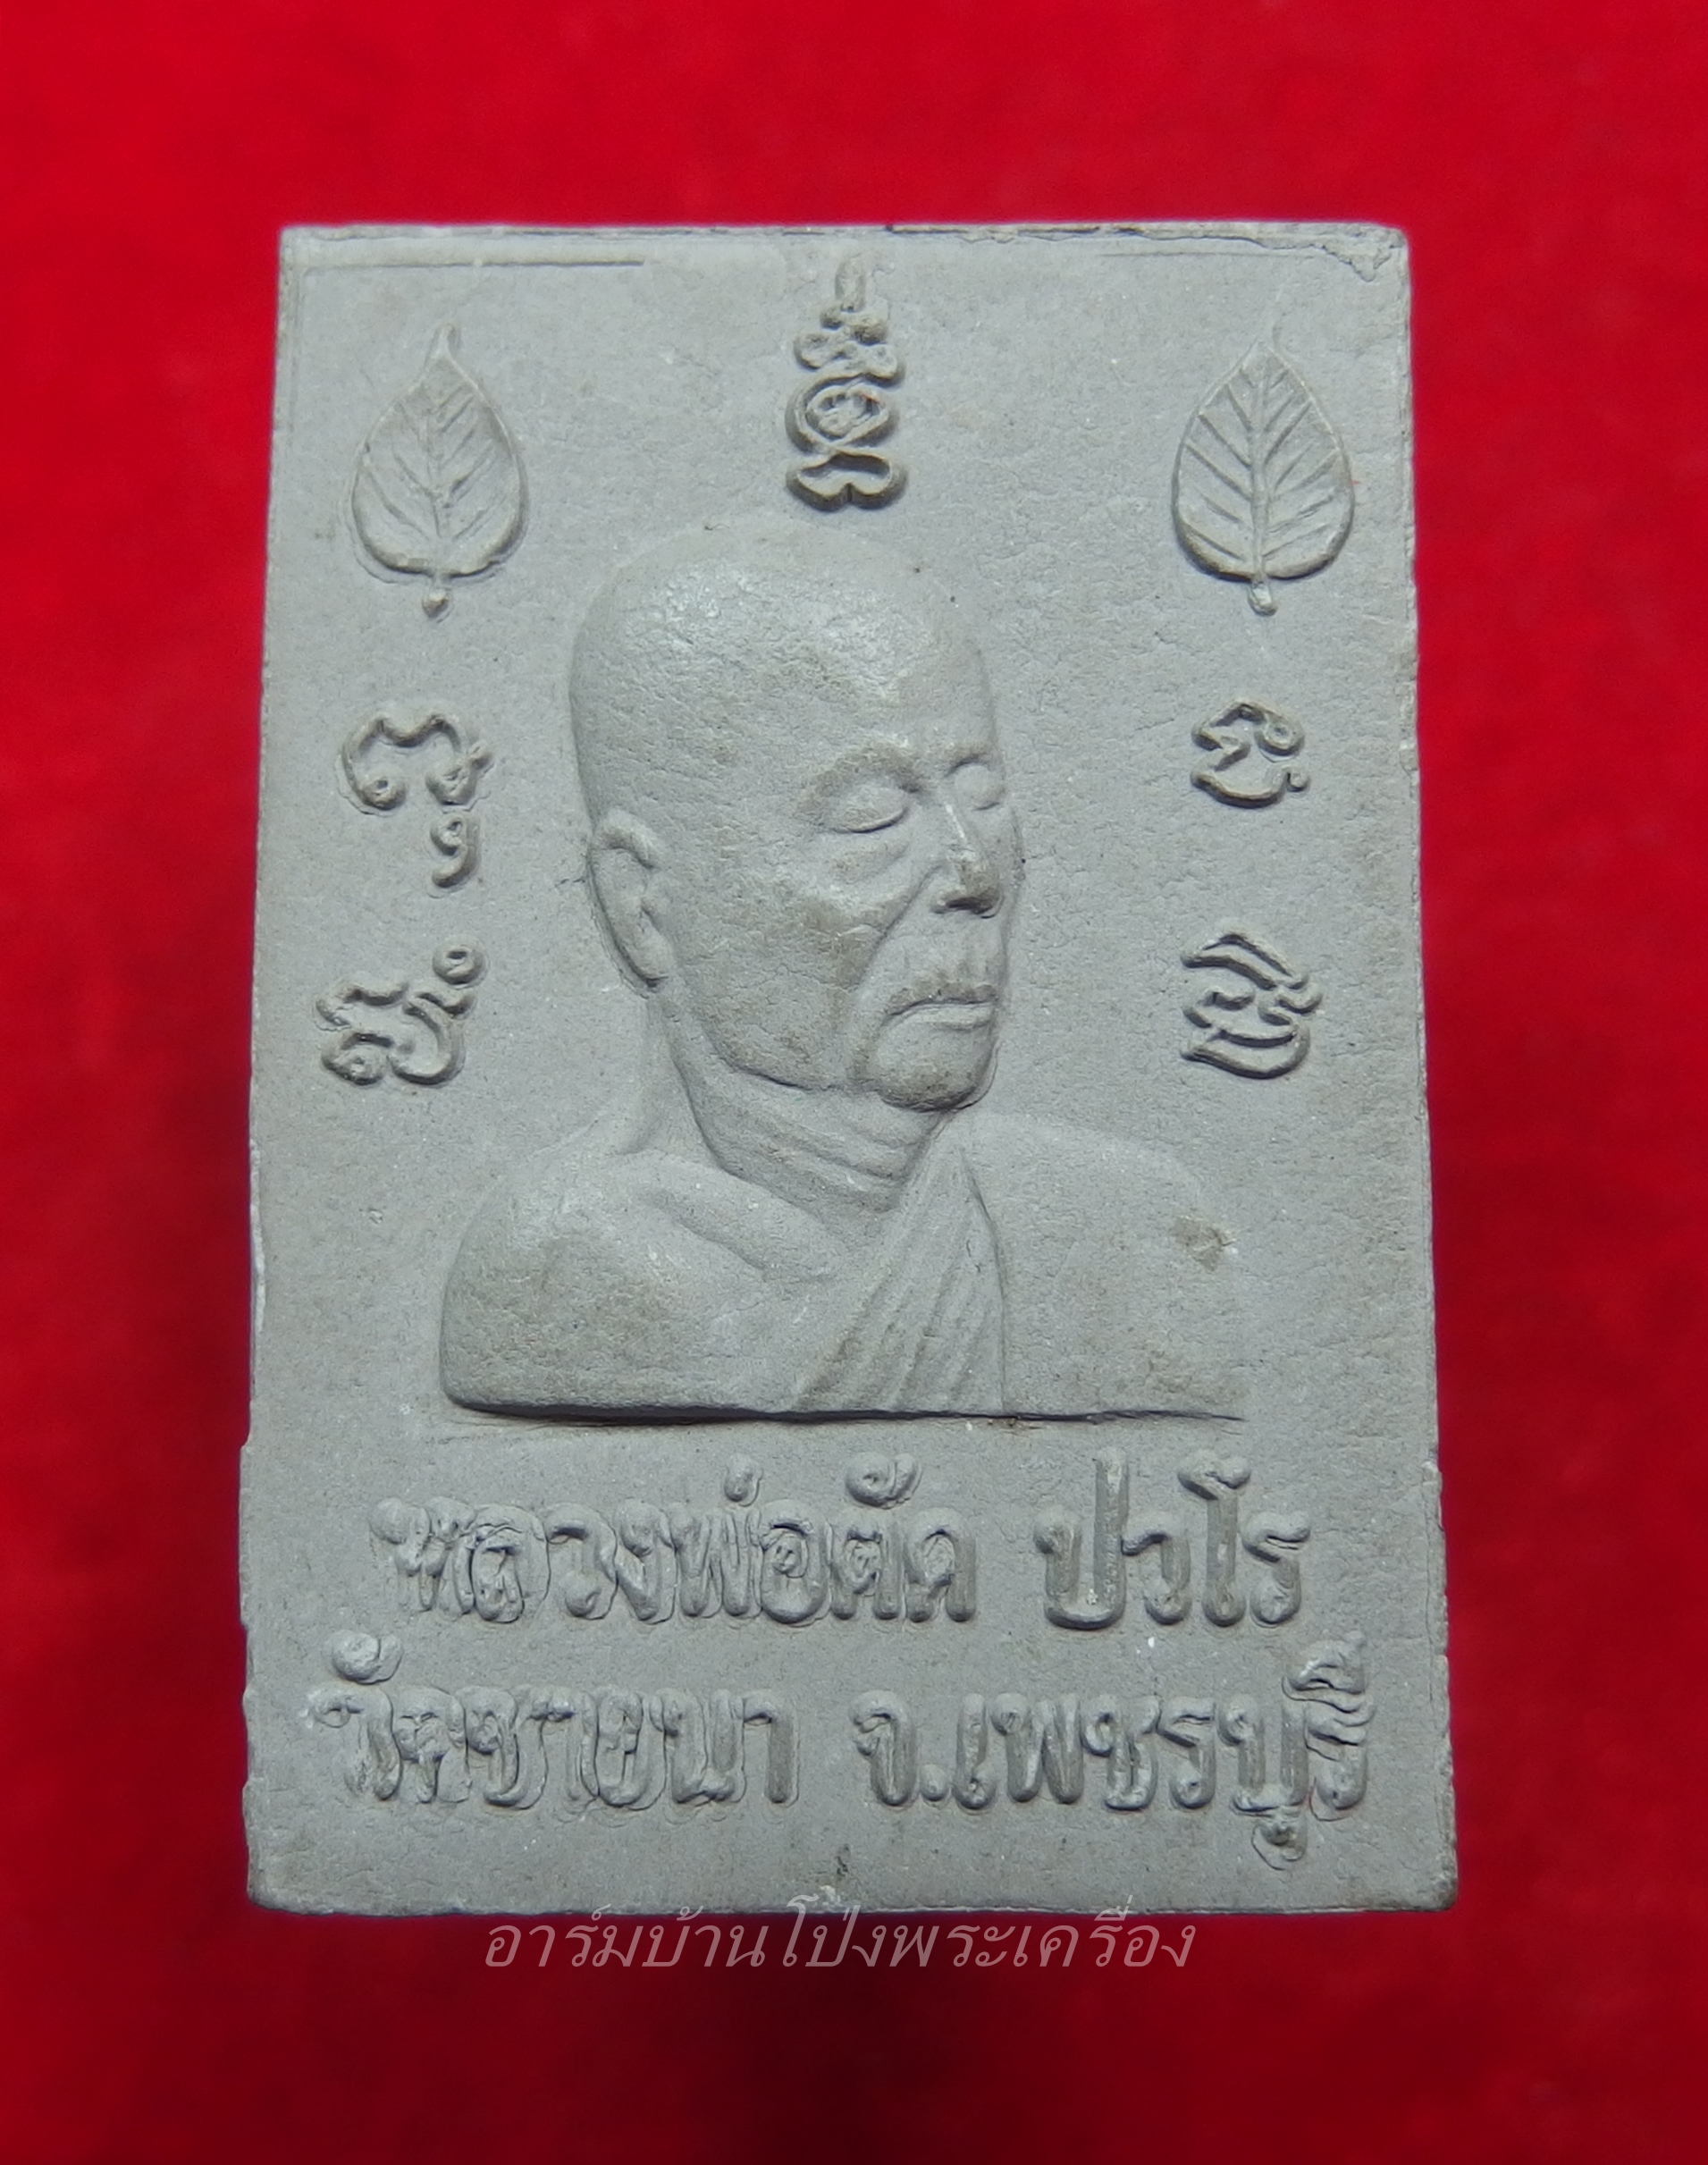 หลวงพ่อตัด ปวโร
วัดชายนา จ.เพชรบุรี
อาร์มบ้านโป่งพระเครื่อง